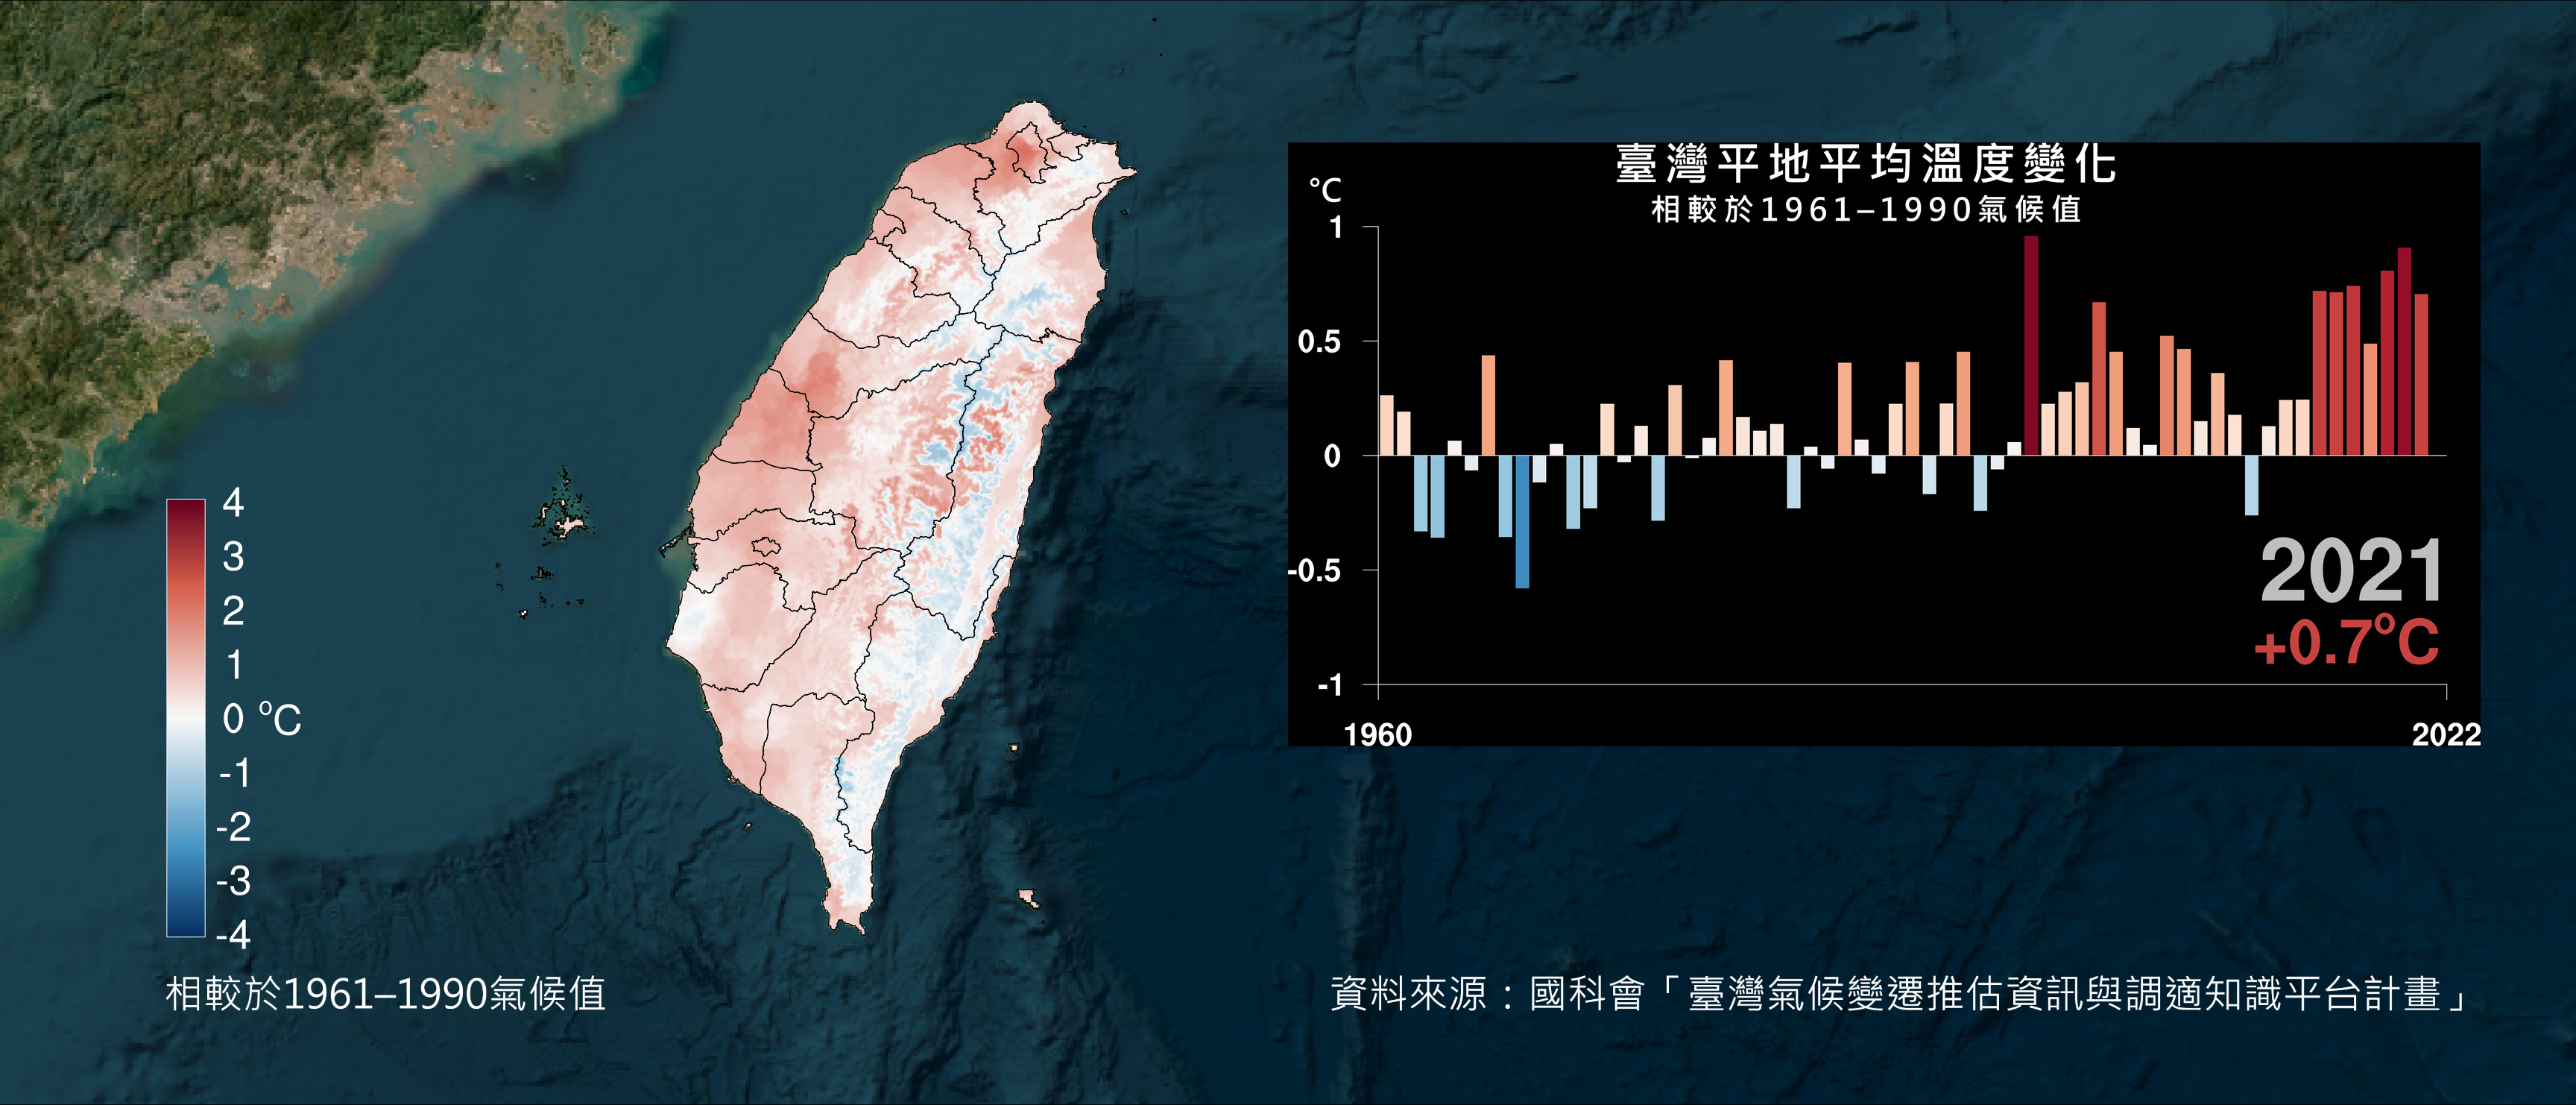 臺灣平地平均溫度變化
相較於1961–1990氣候值
°C
1
0.5
0
-0.5
-1
1960
2022
2021
+0.7°C
4
3
2
1
0 °C
-1
-2
-3
-4
相較於1961–1990氣候值
資料來源：國科會「臺灣氣候變遷推估資訊與調適知識平台計畫」